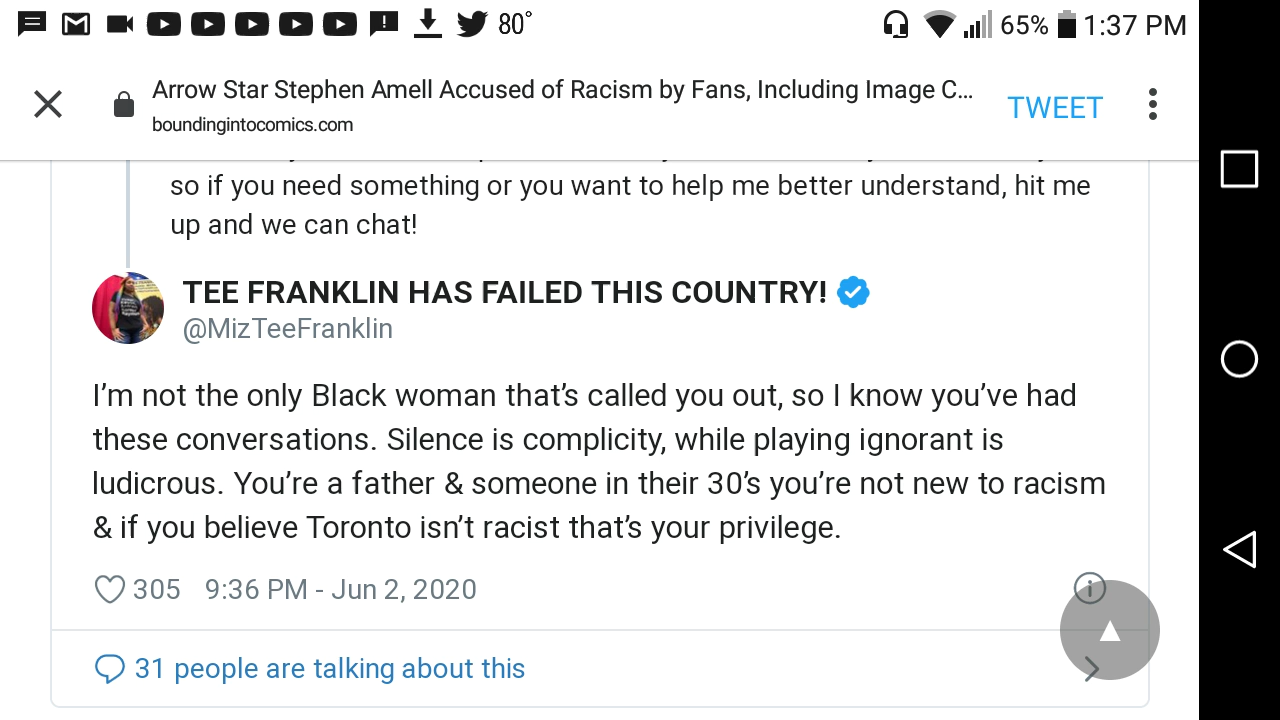 80°
65%
1:37 PM
Arrow Star Stephen Amell Accused of Racism by Fans, Including Image C...
boundingintocomics.com
TWEET
so if you need something or you want to help me better understand, hit me
up and we can chat!
TEE FRANKLIN HAS FAILED THIS COUNTRY!
@MizTeeFranklin
I'm not the only Black woman that's called you out, so I know you've had
these conversations. Silence is complicity, while playing ignorant is
ludicrous. You're a father & someone in their 30's you're not new to racism
& if you believe Toronto isn't racist that's your privilege.
305 9:36 PM - Jun 2, 2020
31 people are talking about this